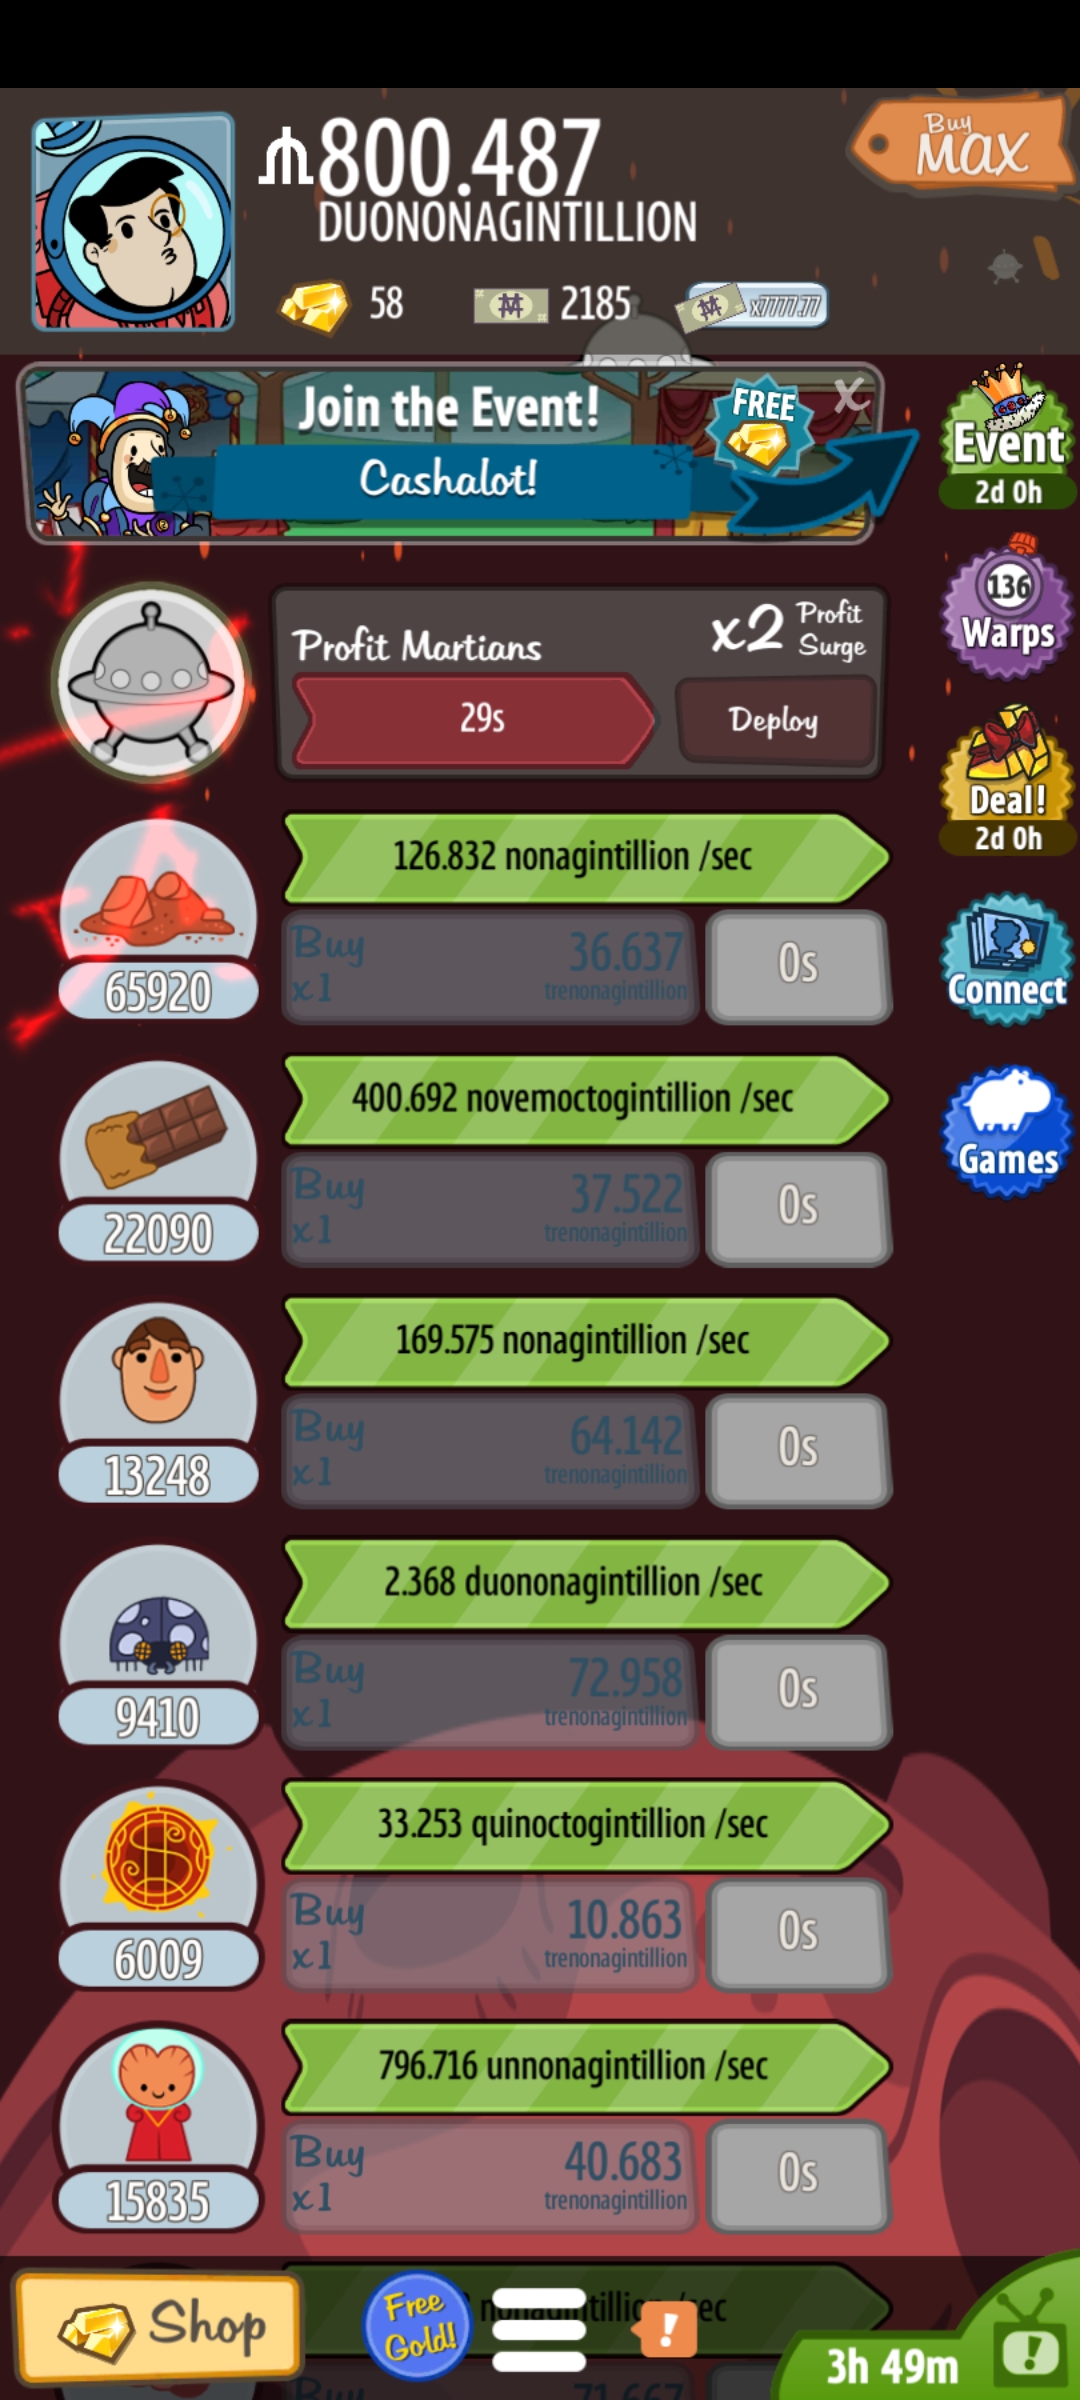 Buy
MAX
800.487
DUONONAGINTILLION
58
2185
x7777.77
Join the Event!
FREE
X
Cashalot!
Event
2d 0h
136
Warps
Profit Martians
x2 Profit Surge
29s
Deploy
Deal!
2d 0h
126.832 nonagintillion /sec
Buy
x1
36.637
trenonagintillion
0s
65920
Connect
400.692 novemoctogintillion /sec
Buy
x1
37.522
trenonagintillion
0s
22090
Games
169.575 nonagintillion /sec
Buy
x1
64.142
trenonagintillion
0s
13248
2.368 duononagintillion /sec
Buy
x1
72.958
trenonagintillion
0s
9410
33.253 quinoctogintillion /sec
Buy
x1
10.863
trenonagintillion
0s
6009
796.716 unnonagintillion /sec
Buy
x1
40.683
trenonagintillion
0s
15835
Shop
Free
Gold!
!
3h 49m
!
Buy
71.667